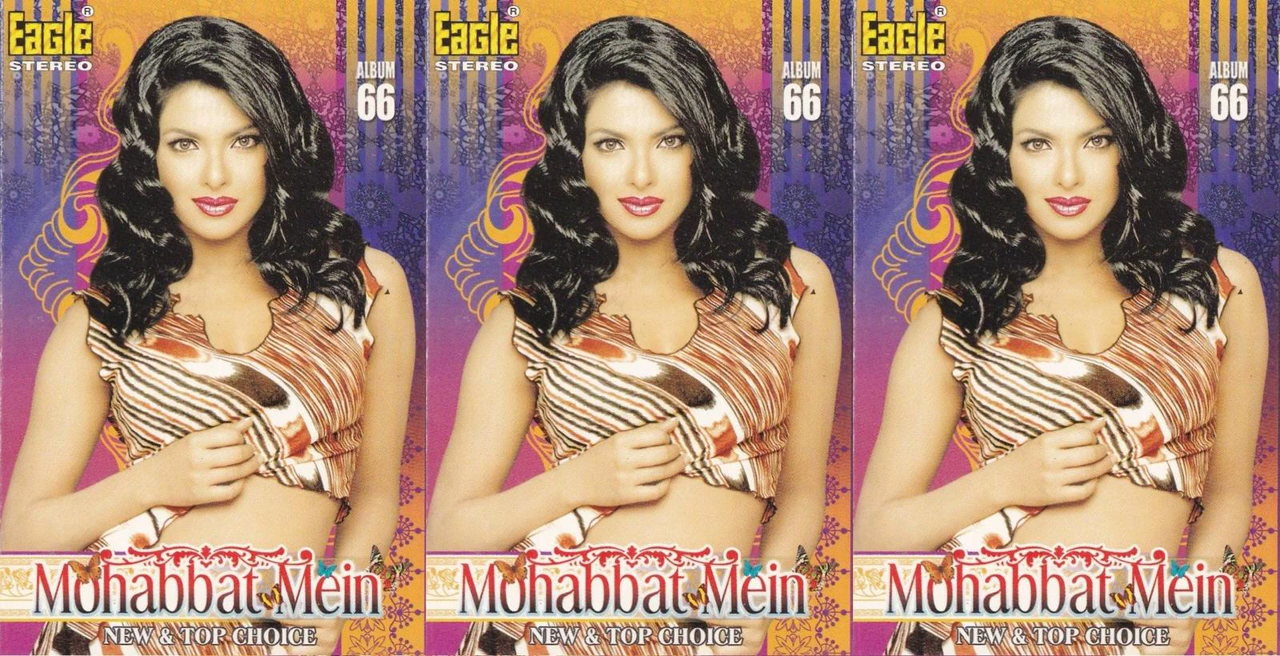 Eagle®
STEREO
ALBUM
66
Mohabbat Mein
NEW & TOP CHOICE
Eagle®
STEREO
ALBUM
66
Mohabbat Mein
NEW & TOP CHOICE
Eagle®
STEREO
ALBUM
66
Mohabbat Mein
NEW & TOP CHOICE